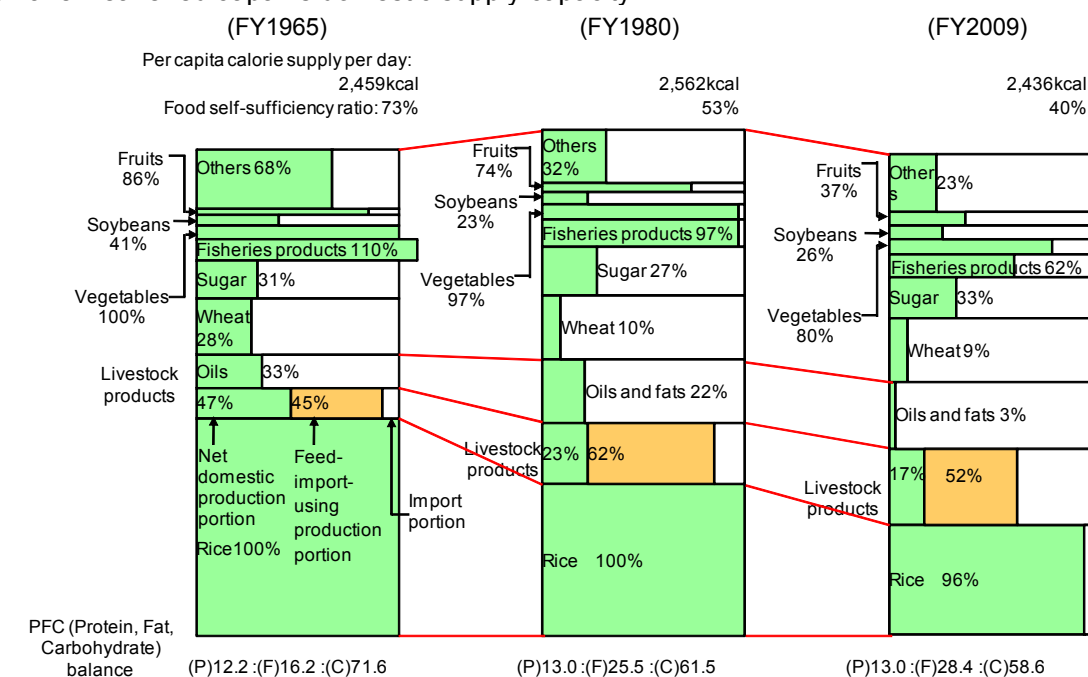 (FY1965)
(FY1980)
(FY2009)
Per capita calorie supply per day:
2,459kcal
Food self-sufficiency ratio: 73%
2,562kcal
53%
2,436kcal
40%
Fruits
86%
Soybeans
41%
Vegetables
100%
Livestock
products
Others 68%
Fisheries products 110%
Sugar 31%
Wheat
28%
Oils 33%
47% 45%
Net
domestic
production
portion
Feed-
import-
using
production
portion
Import
portion
Rice 100%
Fruits
74%
Soybeans
23%
Vegetables
97%
Livestock
products
Others
32%
Fisheries products 97%
Sugar 27%
Wheat 10%
Oils and fats 22%
23% 62%
Rice 100%
Fruits
37%
Soybeans
26%
Vegetables
80%
Livestock
products
Other
s 23%
Fisheries products 62%
Sugar 33%
Wheat 9%
Oils and fats 3%
17% 52%
Rice 96%
PFC (Protein, Fat,
Carbohydrate)
balance
(P)12.2 :(F)16.2 :(C)71.6
(P)13.0 :(F)25.5 :(C)61.5
(P)13.0 :(F)28.4 :(C)58.6